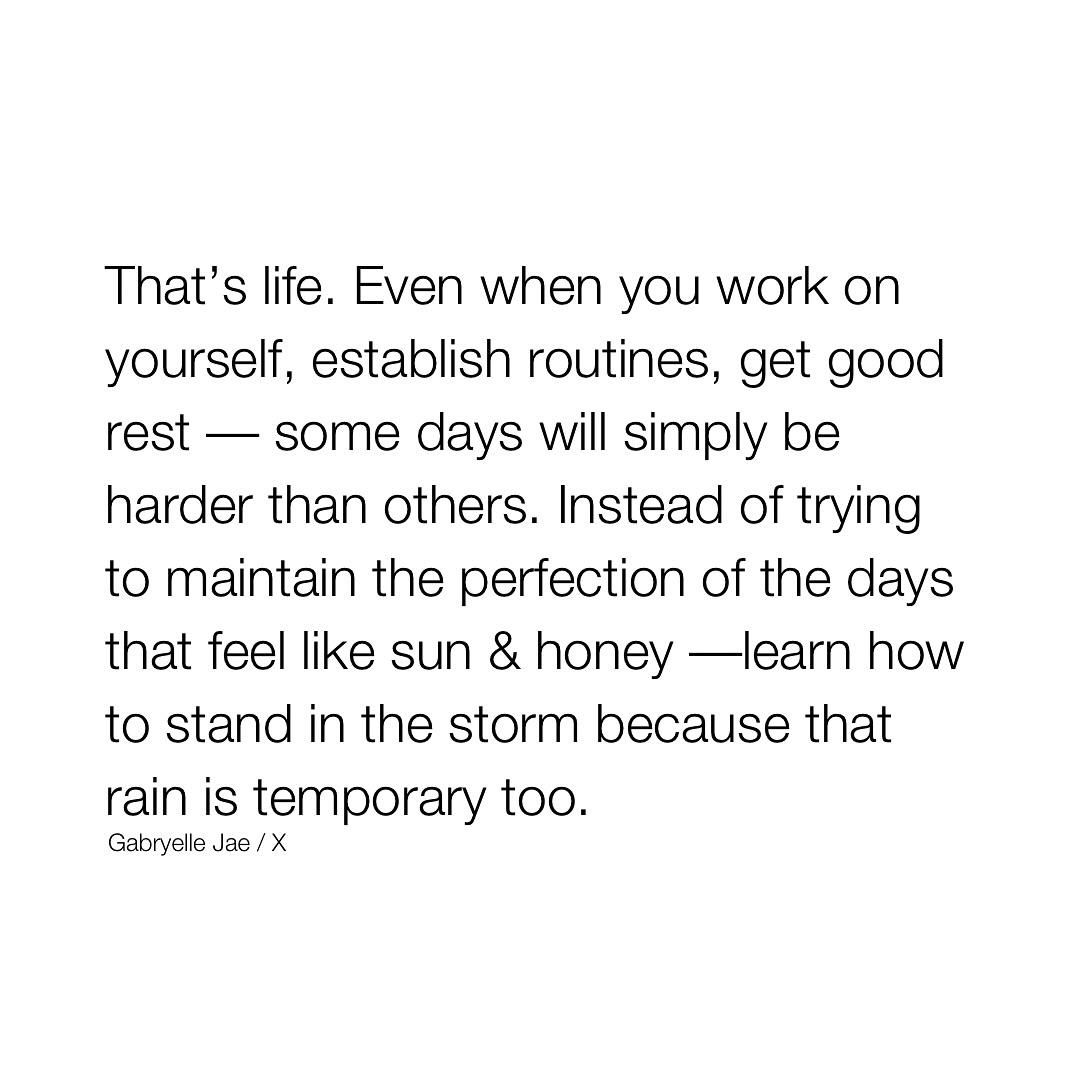 That’s life. Even when you work on
yourself, establish routines, get good
rest — some days will simply be
harder than others. Instead of trying
to maintain the perfection of the days
that feel like sun & honey —learn how
to stand in the storm because that
rain is temporary too.
Gabryelle Jae / X